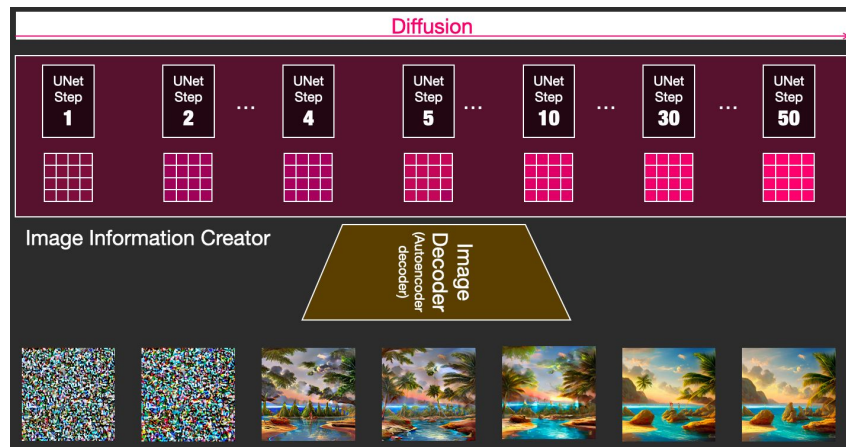 Diffusion
UNet
Step
1
UNet
Step
2
...
UNet
Step
4
UNet
Step
5
...
UNet
Step
10
...
UNet
Step
30
...
UNet
Step
50
Image Information Creator
Image
Decoder
(Autoencoder
decoder)